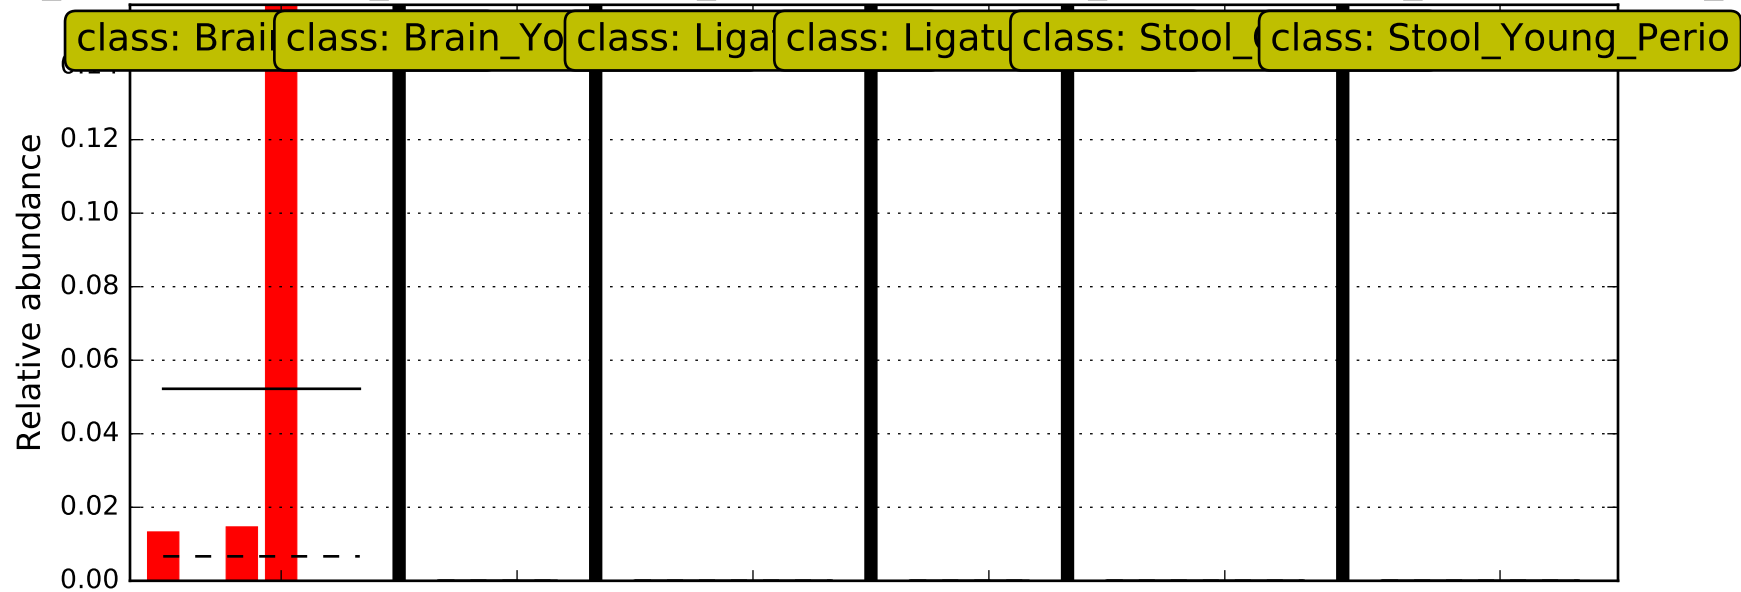 class: Brai
class: Brain_Yo
class: Liga
class: Ligatu
class: Stool_
class: Stool_Young_Perio
0.12
0.10
0.08
0.06
0.04
0.02
0.00
Relative abundance